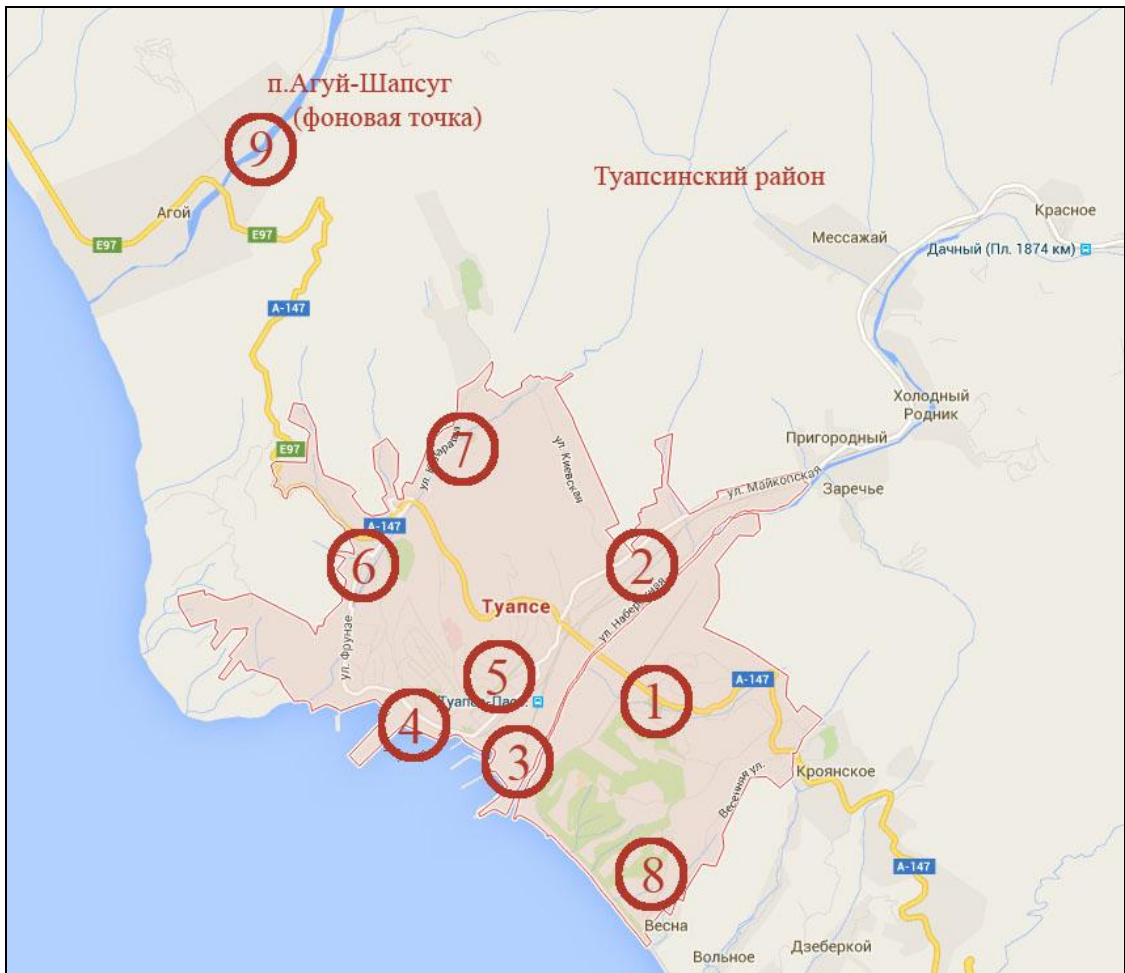 п.Агуй-Шапсуг
(фоновая точка)
9
Туапсинский район
Агой
E97
E97
Красное
Мессажай
Дачный (Пл. 1874 км)
A-147
Холодный
Родник
7
Пригородный
E97
ул. Киевская
ул. Майкопская
Заречье
A-147
6
2
Туапсе
ул. Набережная
ул. Фрунзе
5
1
A-147
4
3
Кроянское
Весенняя ул.
8
A-147
Весна
Вольное
Дзеберкой